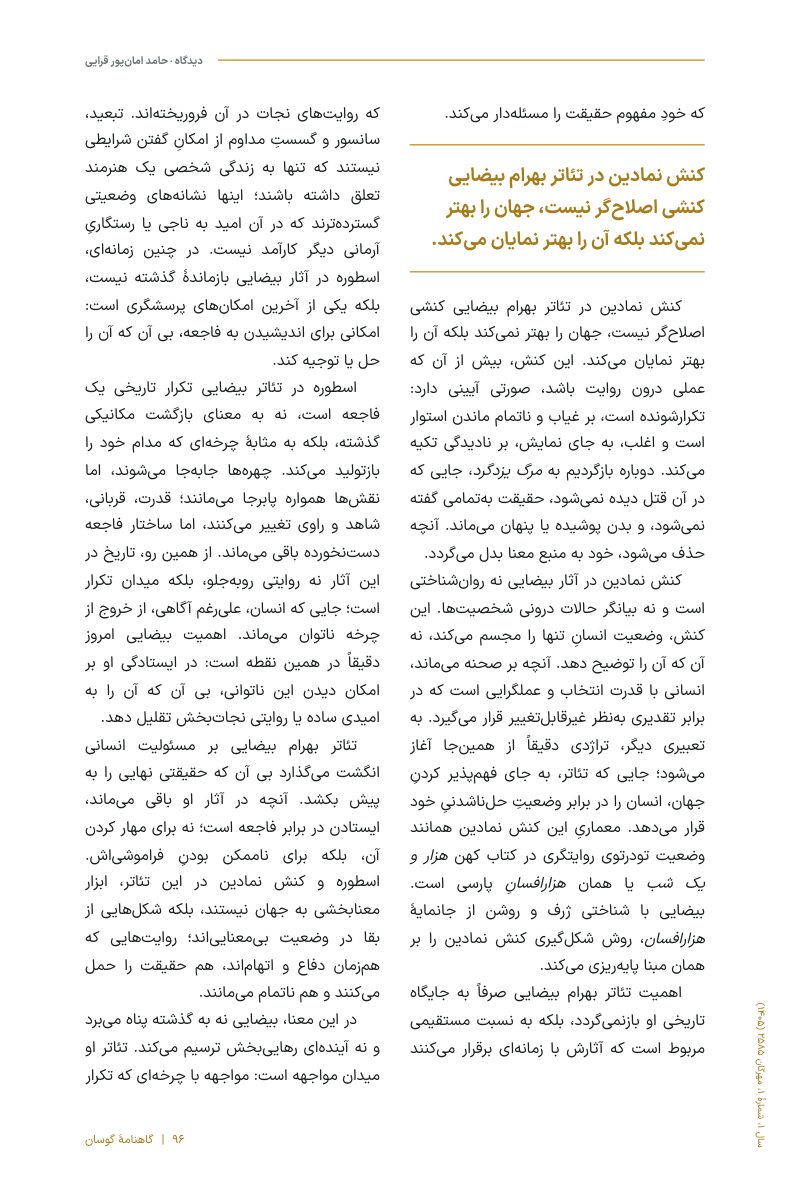 دیدگاه · حامد امان‌پور قرایی
که خودِ مفهوم حقیقت را مسئله‌دار می‌کند.
کنش نمادین در تئاتر بهرام بیضایی
کنشی اصلاح‌گر نیست، جهان را بهتر
نمی‌کند بلکه آن را بهتر نمایان می‌کند.
کنش نمادین در تئاتر بهرام بیضایی کنشی
اصلاح‌گر نیست، جهان را بهتر نمی‌کند بلکه آن را
بهتر نمایان می‌کند. این کنش، بیش از آن که
عملی درون روایت باشد، صورتی آیینی دارد:
تکرارشونده است، بر غیاب و ناتمام ماندن استوار
است و اغلب، به جای نمایش، بر نادیدگی تکیه
می‌کند. دوباره بازگردیم به مرگ یزدگرد، جایی که
در آن قتل دیده نمی‌شود، حقیقت به‌تمامی گفته
نمی‌شود، و بدن پوشیده یا پنهان می‌ماند. آنچه
حذف می‌شود، خود به منبع معنا بدل می‌گردد.
کنش نمادین در آثار بیضایی نه روان‌شناختی
است و نه بیانگر حالات درونی شخصیت‌ها. این
کنش، وضعیت انسانِ تنها را مجسم می‌کند، نه
آن که آن را توضیح دهد. آنچه بر صحنه می‌ماند،
انسانی با قدرت انتخاب و عملگرایی است که در
برابر تقدیری به‌نظر غیرقابل‌تغییر قرار می‌گیرد. به
تعبیری دیگر، تراژدی دقیقاً از همین‌جا آغاز
می‌شود؛ جایی که تئاتر، به جای فهم‌پذیر کردنِ
جهان، انسان را در برابر وضعیتِ حل‌ناشدنیِ خود
قرار می‌دهد. معماریِ این کنش نمادین همانند
وضعیت تودرتوی روایتگری در کتاب کهن هزار و
یک شب یا همان هزارافسانِ پارسی است.
بیضایی با شناختی ژرف و روشن از جانمایهٔ
هزارافسان، روش شکل‌گیری کنش نمادین را بر
همان مبنا پایه‌ریزی می‌کند.
اهمیت تئاتر بهرام بیضایی صرفاً به جایگاه
تاریخی او بازنمی‌گردد، بلکه به نسبت مستقیمی
مربوط است که آثارش با زمانه‌ای برقرار می‌کنند
که روایت‌های نجات در آن فروریخته‌اند. تبعید،
سانسور و گسستِ مداوم از امکانِ گفتن شرایطی
نیستند که تنها به زندگی شخصی یک هنرمند
تعلق داشته باشند؛ اینها نشانه‌های وضعیتی
گسترده‌ترند که در آن امید به ناجی یا رستگاریِ
آرمانی دیگر کارآمد نیست. در چنین زمانه‌ای،
اسطوره در آثار بیضایی بازماندهٔ گذشته نیست،
بلکه یکی از آخرین امکان‌های پرسشگری است:
امکانی برای اندیشیدن به فاجعه، بی آن که آن را
حل یا توجیه کند.
اسطوره در تئاتر بیضایی تکرار تاریخی یک
فاجعه است، نه به معنای بازگشت مکانیکی
گذشته، بلکه به مثابهٔ چرخه‌ای که مدام خود را
بازتولید می‌کند. چهره‌ها جابه‌جا می‌شوند، اما
نقش‌ها همواره پابرجا می‌مانند؛ قدرت، قربانی،
شاهد و راوی تغییر می‌کنند، اما ساختار فاجعه
دست‌نخورده باقی می‌ماند. از همین رو، تاریخ در
این آثار نه روایتی روبه‌جلو، بلکه میدان تکرار
است؛ جایی که انسان، علی‌رغم آگاهی، از خروج از
چرخه ناتوان می‌ماند. اهمیت بیضایی امروز
دقیقاً در همین نقطه است: در ایستادگی او بر
امکان دیدن این ناتوانی، بی آن که آن را به
امیدی ساده یا روایتی نجات‌بخش تقلیل دهد.
تئاتر بهرام بیضایی بر مسئولیت انسانی
انگشت می‌گذارد بی آن که حقیقتی نهایی را به
پیش بکشد. آنچه در آثار او باقی می‌ماند،
ایستادن در برابر فاجعه است؛ نه برای مهار کردن
آن، بلکه برای ناممکن بودنِ فراموشی‌اش.
اسطوره و کنش نمادین در این تئاتر، ابزار
معنابخشی به جهان نیستند، بلکه شکل‌هایی از
بقا در وضعیت بی‌معنایی‌اند؛ روایت‌هایی که
هم‌زمان دفاع و اتهام‌اند، هم حقیقت را حمل
می‌کنند و هم ناتمام می‌مانند.
در این معنا، بیضایی نه به گذشته پناه می‌برد
و نه آینده‌ای رهایی‌بخش ترسیم می‌کند. تئاتر او
میدان مواجهه است: مواجهه با چرخه‌ای که تکرار
سال ۱، شمارهٔ ۱، مهرگان ۲۵۸۵ (۱۴۰۵)
۹۶ | گاهنامهٔ گوسان